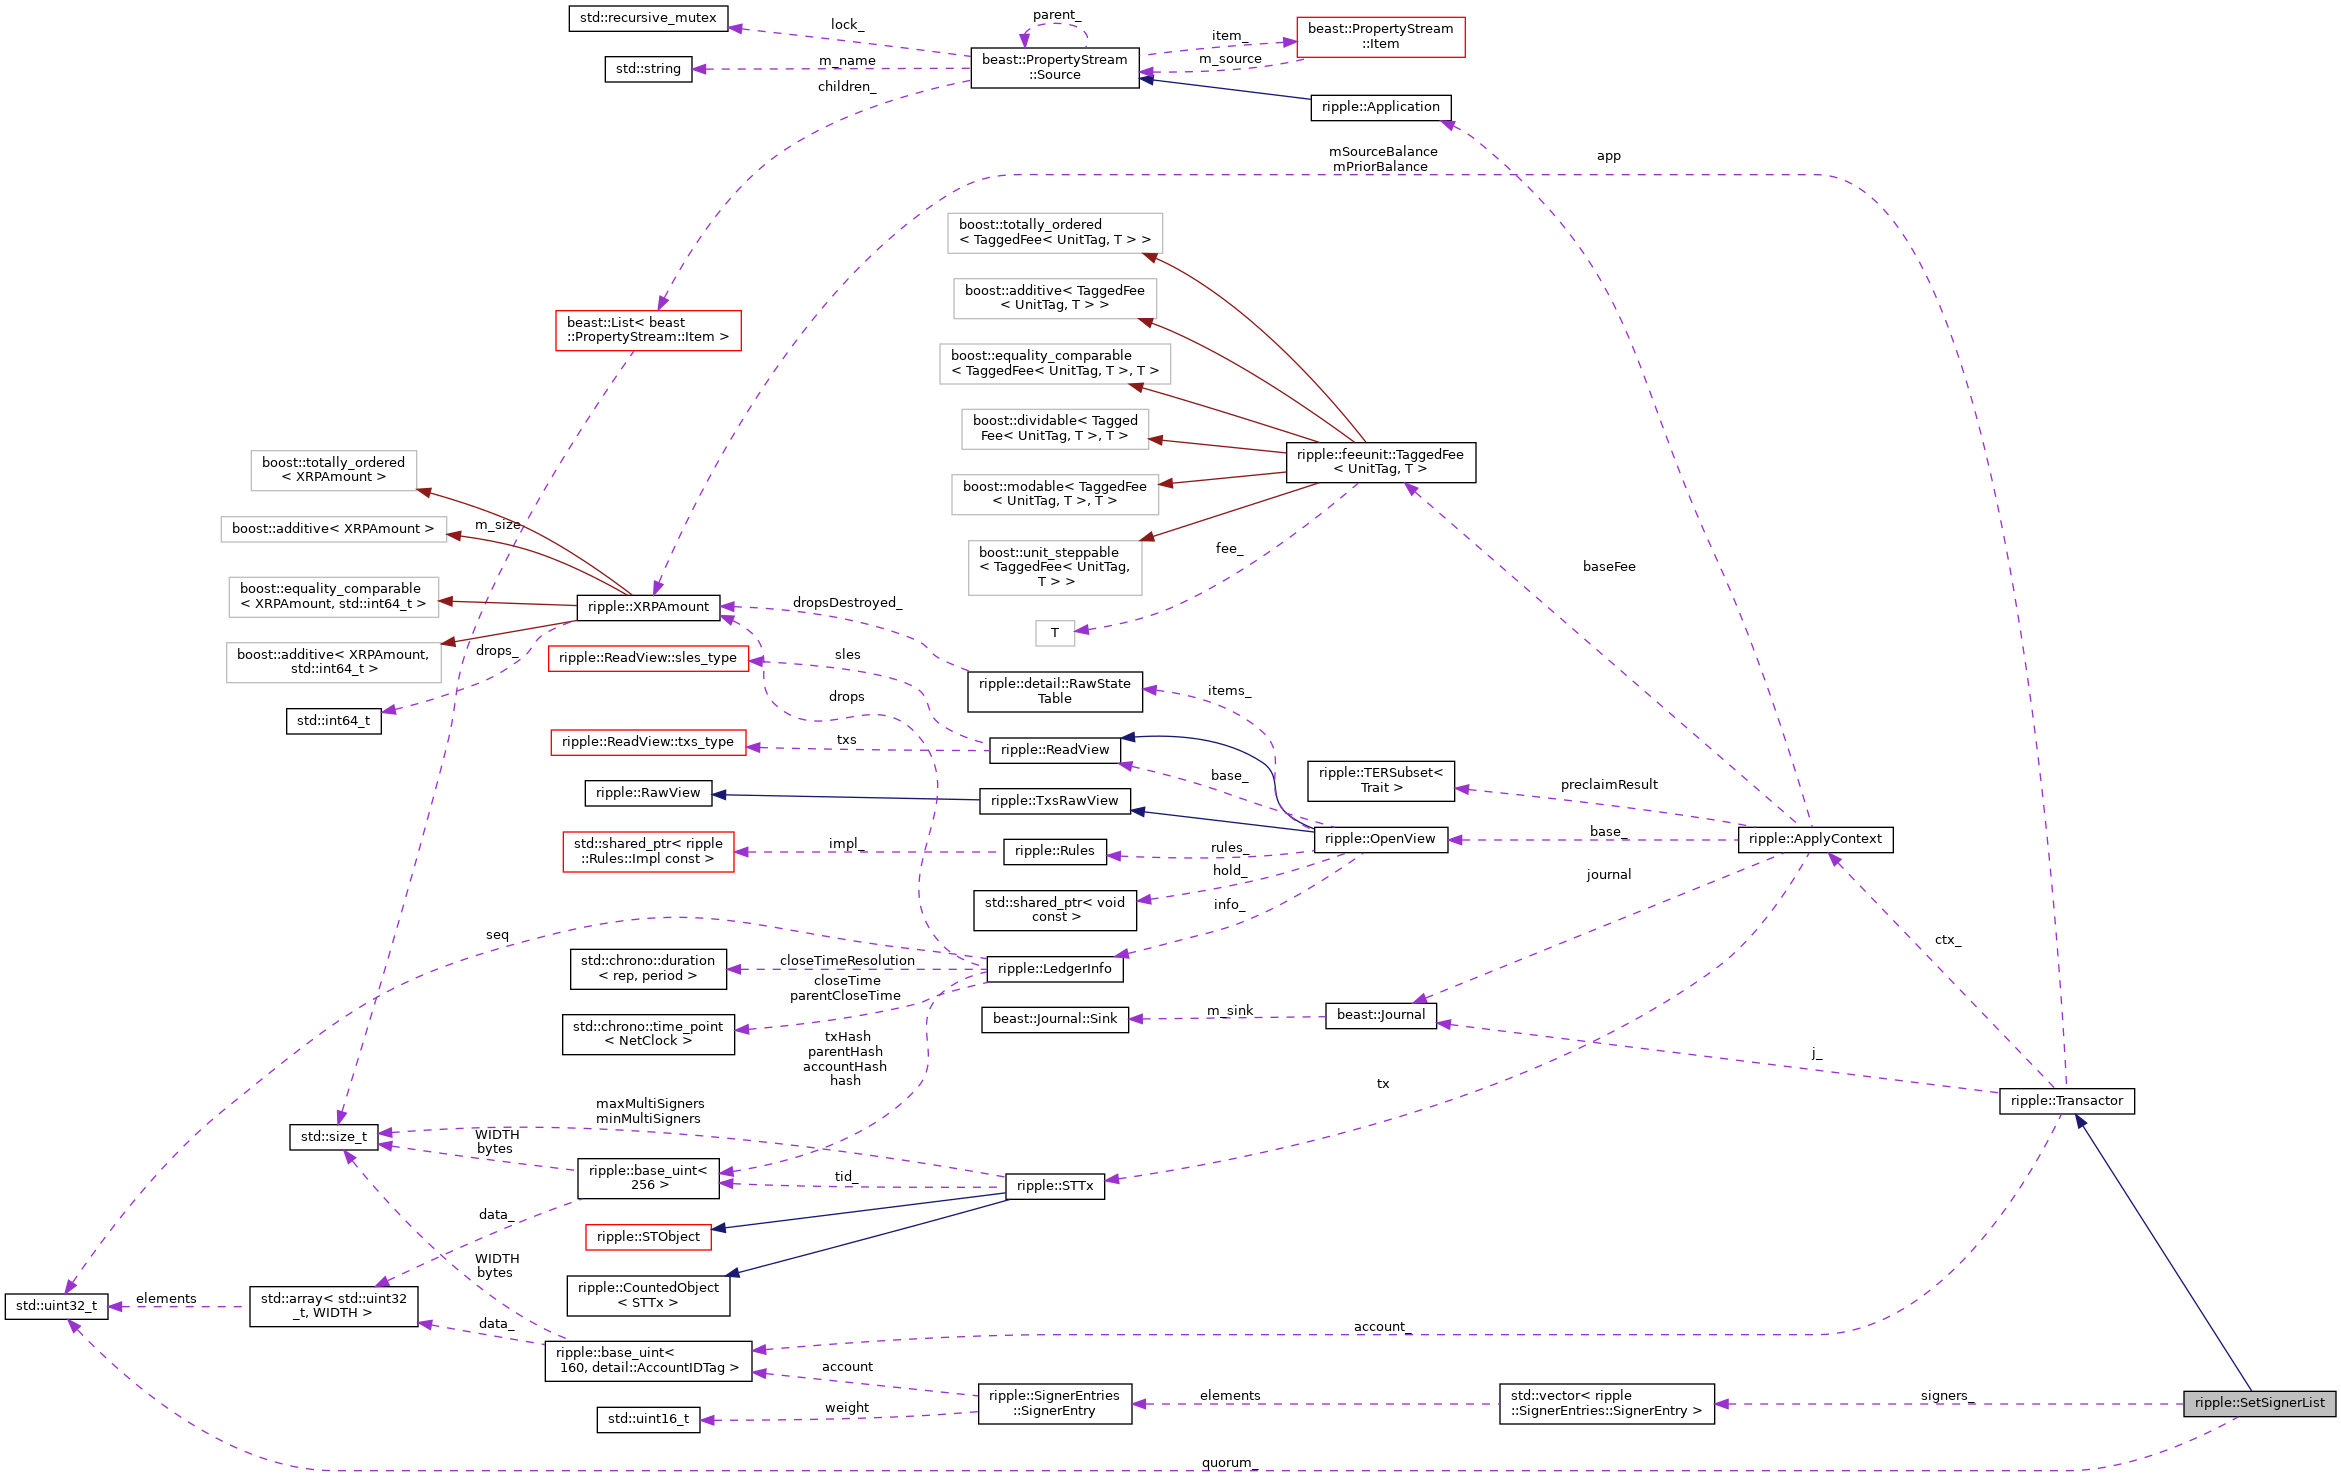 std::recursive_mutex
lock_
parent_
item_
beast::PropertyStream
::Item
std::string
m_name
beast::PropertyStream
::Source
m_source
children_
ripple::Application
mSourceBalance
mPriorBalance
app
boost::totally_ordered
< TaggedFee< UnitTag, T > >
boost::additive< TaggedFee
< UnitTag, T > >
beast::List< beast
::PropertyStream::Item >
boost::equality_comparable
< TaggedFee< UnitTag, T >, T >
boost::dividable< Tagged
Fee< UnitTag, T >, T >
ripple::feeunit::TaggedFee
< UnitTag, T >
boost::totally_ordered
< XRPAmount >
boost::modable< TaggedFee
< UnitTag, T >, T >
boost::additive< XRPAmount >
m_size
boost::unit_steppable
< TaggedFee< UnitTag,
T > >
fee_
baseFee
boost::equality_comparable
< XRPAmount, std::int64_t >
ripple::XRPAmount
dropsDestroyed_
T
boost::additive< XRPAmount,
std::int64_t >
drops_
ripple::ReadView::sles_type
sles
ripple::detail::RawState
Table
items_
drops
std::int64_t
ripple::ReadView::txs_type
txs
ripple::ReadView
base_
ripple::TERSubset<
Trait >
preclaimResult
ripple::RawView
ripple::TxsRawView
ripple::OpenView
base_
ripple::ApplyContext
std::shared_ptr< ripple
::Rules::Impl const >
impl_
ripple::Rules
rules_
hold_
journal
std::shared_ptr< void
const >
info_
seq
ctx_
std::chrono::duration
< rep, period >
closeTimeResolution
ripple::LedgerInfo
closeTime
parentCloseTime
std::chrono::time_point
< NetClock >
beast::Journal::Sink
m_sink
beast::Journal
j_
txHash
parentHash
accountHash
hash
tx
ripple::Transactor
maxMultiSigners
minMultiSigners
std::size_t
WIDTH
bytes
ripple::base_uint<
256 >
tid_
ripple::STTx
data_
ripple::STObject
WIDTH
bytes
ripple::CountedObject
< STTx >
std::uint32_t
elements
std::array< std::uint32
_t, WIDTH >
data_
account_
ripple::base_uint<
160, detail::AccountIDTag >
account
ripple::SignerEntries
::SignerEntry
elements
std::vector< ripple
::SignerEntries::SignerEntry >
signers_
ripple::SetSignerList
std::uint16_t
weight
quorum_